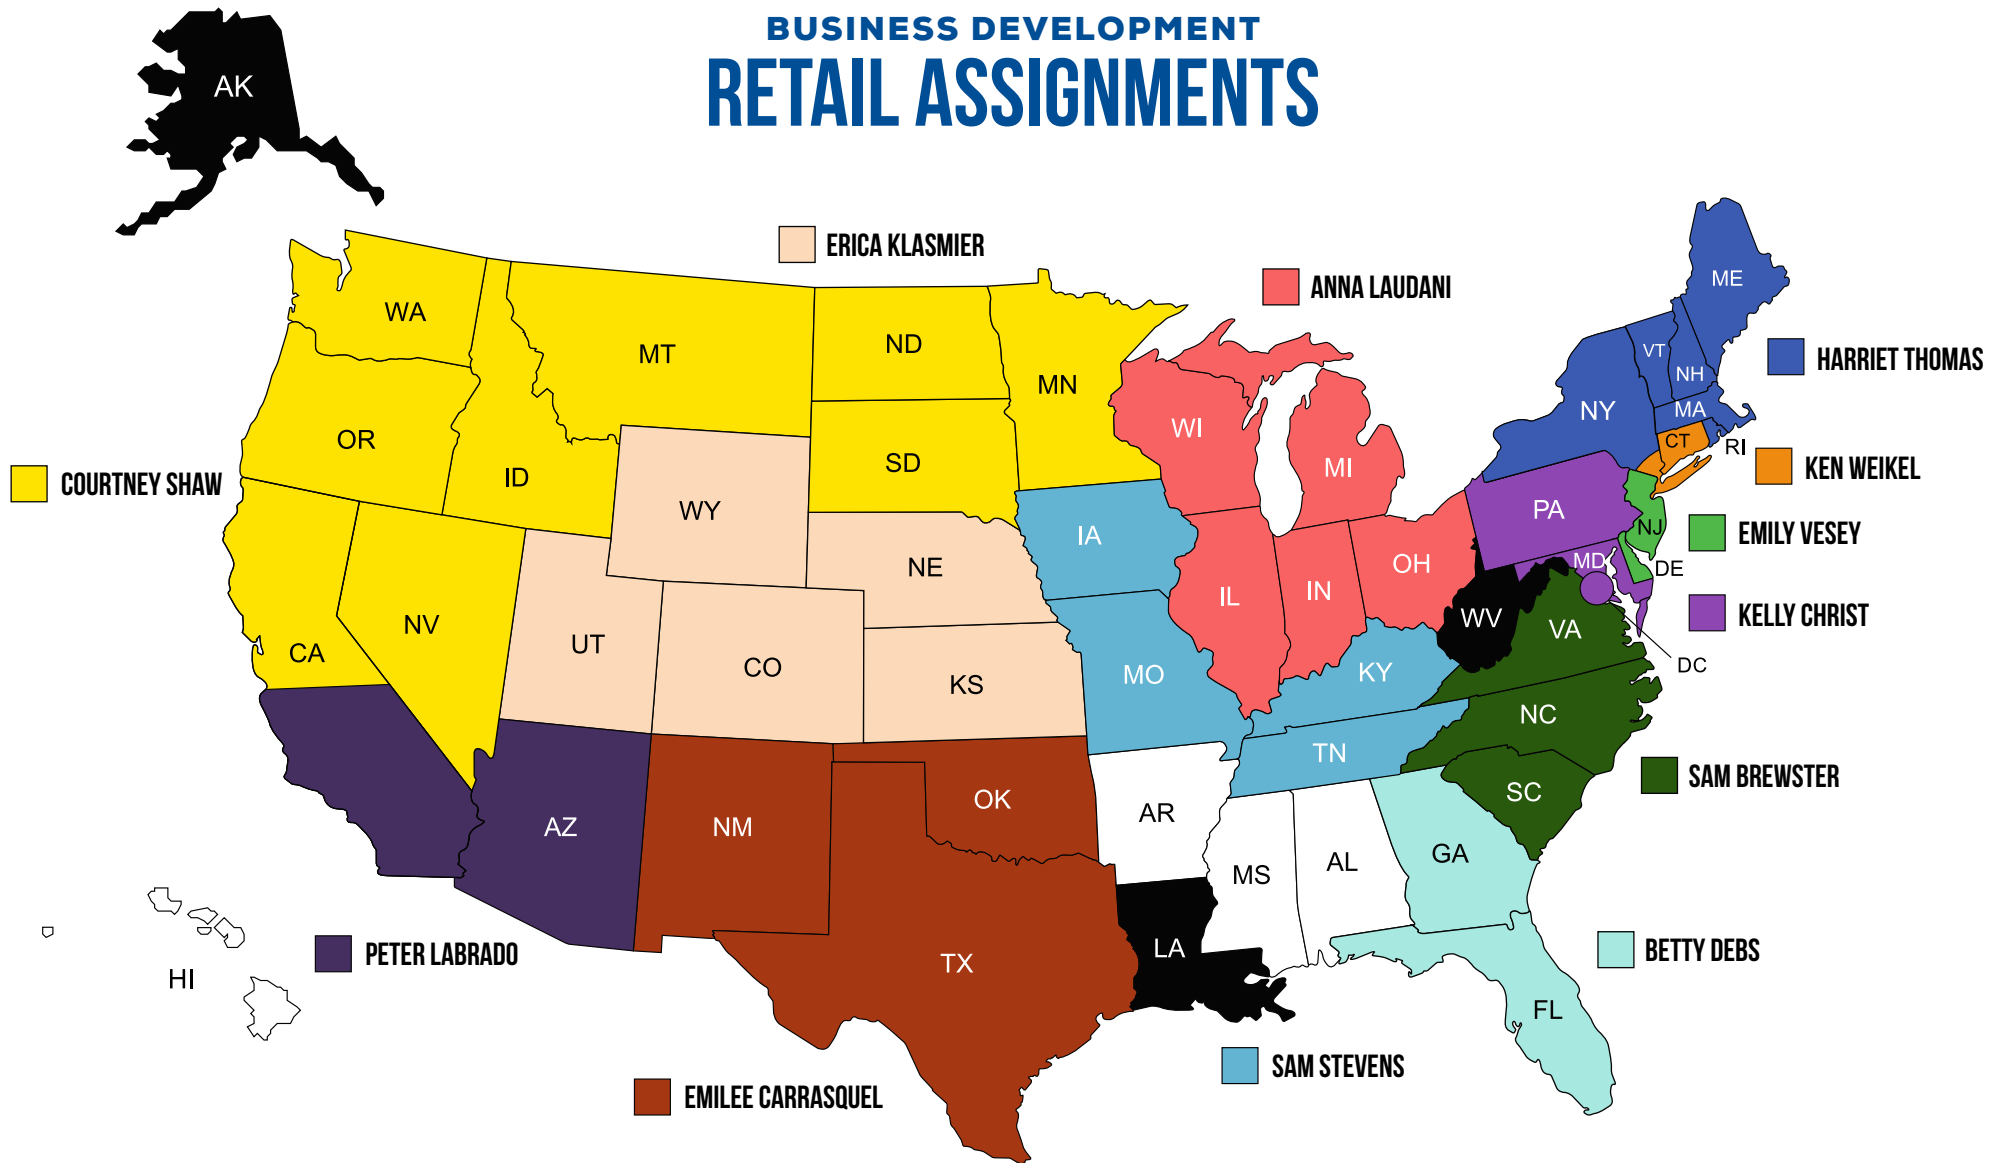 BUSINESS DEVELOPMENT
RETAIL ASSIGNMENTS
AK
ERICA KLASMIER
ANNA LAUDANI
ME
WA
MT
ND
MN
VT
HARRIET THOMAS
NH
NY
MA
OR
WI
CT
RI
SD
MI
KEN WEIKEL
COURTNEY SHAW
ID
WY
PA
NJ
EMILY VESEY
IA
NE
OH
MD
DE
IL
IN
WV
KELLY CHRIST
NV
VA
CA
UT
CO
KS
MO
KY
DC
NC
TN
SAM BREWSTER
SC
AZ
NM
OK
AR
GA
MS
AL
HI
PETER LABRADO
TX
LA
BETTY DEBS
FL
SAM STEVENS
EMILEE CARRASQUEL